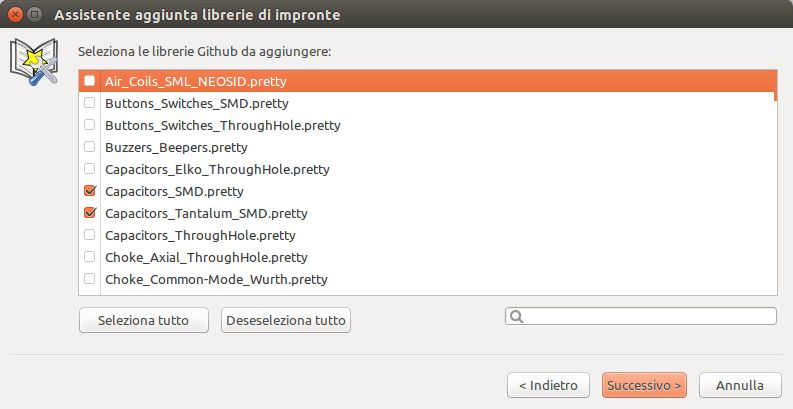 Assistente aggiunta librerie di impronte
Seleziona le librerie Github da aggiungere:
Air_Coils_SML_NEOSID.pretty
Buttons_Switches_SMD.pretty
Buttons_Switches_ThroughHole.pretty
Buzzers_Beepers.pretty
Capacitors_Elko_ThroughHole.pretty
Capacitors_SMD.pretty
Capacitors_Tantalum_SMD.pretty
Capacitors_ThroughHole.pretty
Choke_Axial_ThroughHole.pretty
Choke_Common-Mode_Wurth.pretty
Seleziona tutto Deseseleziona tutto
< Indietro Successivo > Annulla